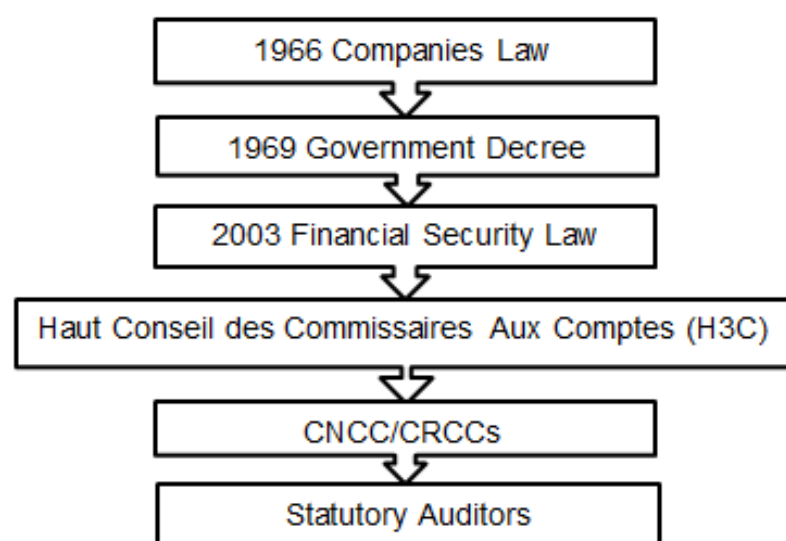 1966 Companies Law
1969 Government Decree
2003 Financial Security Law
Haut Conseil des Commissaires Aux Comptes (H3C)
CNCC/CRCCs
Statutory Auditors